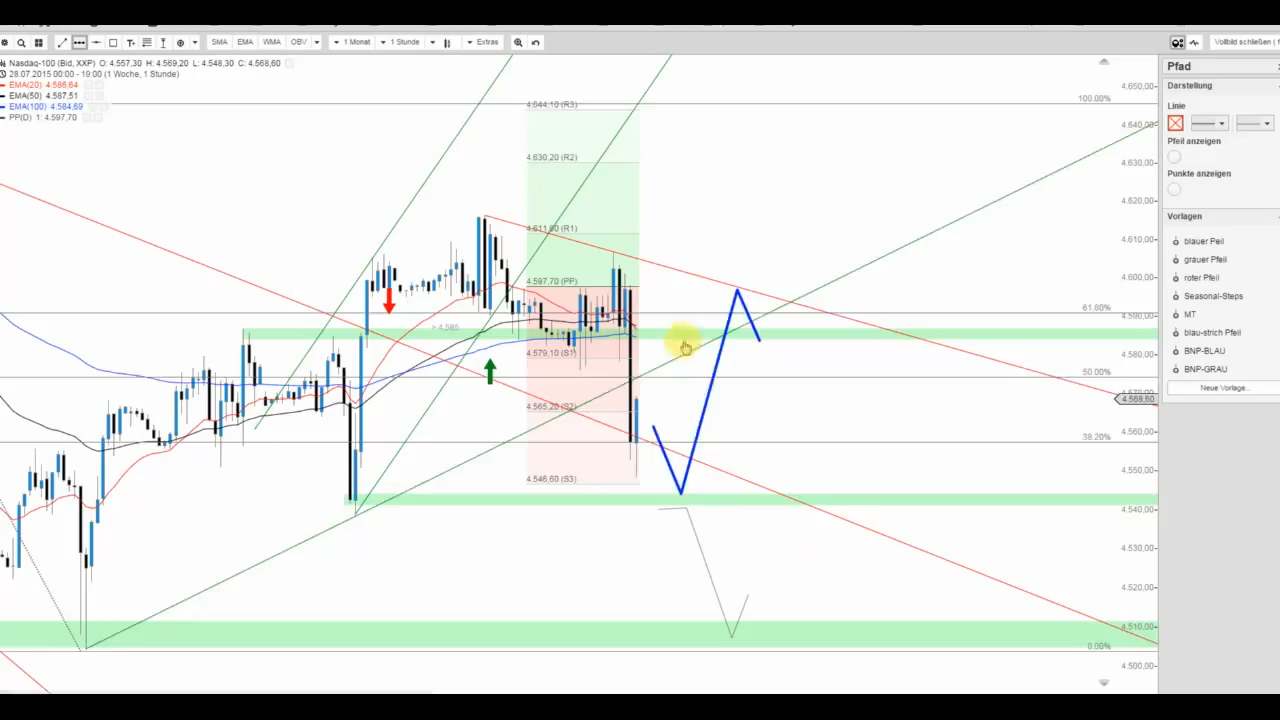 SMA EMA WMA OBV 1 Monat 1 Stunde Extras Vollbild schließen (
Nasdaq-100 (Bid, XXP) O: 4.557,30 H: 4.569,20 L: 4.548,30 C: 4.568,60
28.07.2015 00:00 - 19:00 (1 Woche, 1 Stunde)
EMA(20) 4.586,64
EMA(50) 4.587,51
EMA(100) 4.584,69
PP(D) 1: 4.597,70
4.644,10 (R3)
4.630,20 (R2)
4.611,60 (R1)
4.597,70 (PP)
> 4.585
4.579,10 (S1)
4.565,20 (S2)
4.546,60 (S3)
100.00%
61.80%
50.00%
38.20%
0.00%
4.650,00
4.640,00
4.630,00
4.620,00
4.610,00
4.600,00
4.590,00
4.580,00
4.568,60
4.560,00
4.550,00
4.540,00
4.530,00
4.520,00
4.510,00
4.500,00
Pfad
Darstellung
Linie
Pfeil anzeigen
Punkte anzeigen
Vorlagen
blauer Peil
grauer Pfeil
roter Pfeil
Seasonal-Steps
MT
blau-strich Pfeil
BNP-BLAU
BNP-GRAU
Neue Vorlage...